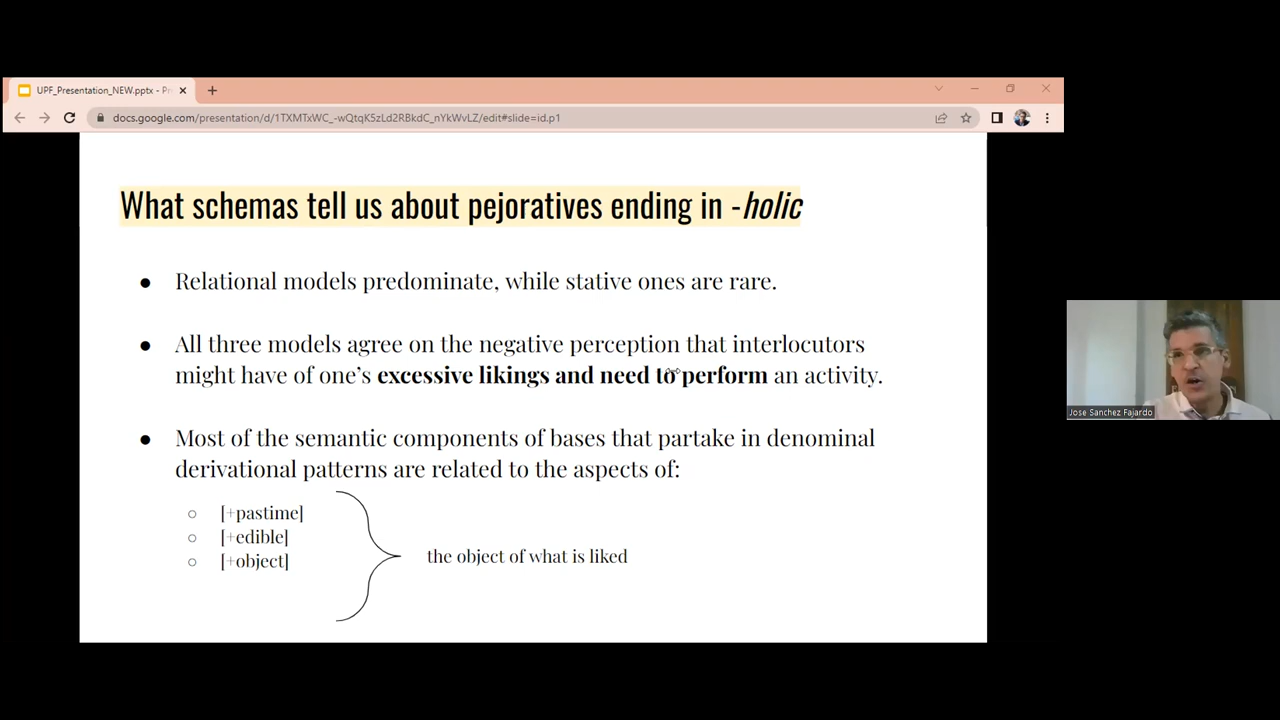 UPF_Presentation_NEW.pptx - Pr
docs.google.com/presentation/d/1TXMTxWC_-wQtqK5zLd2RBkdC_nYkWvLZ/edit#slide=id.p1
What schemas tell us about pejoratives ending in -holic
● Relational models predominate, while stative ones are rare.
● All three models agree on the negative perception that interlocutors
might have of one’s excessive likings and need to perform an activity.
● Most of the semantic components of bases that partake in denominal
derivational patterns are related to the aspects of:
○ [+pastime]
○ [+edible]
○ [+object]
the object of what is liked
Jose Sanchez Fajardo